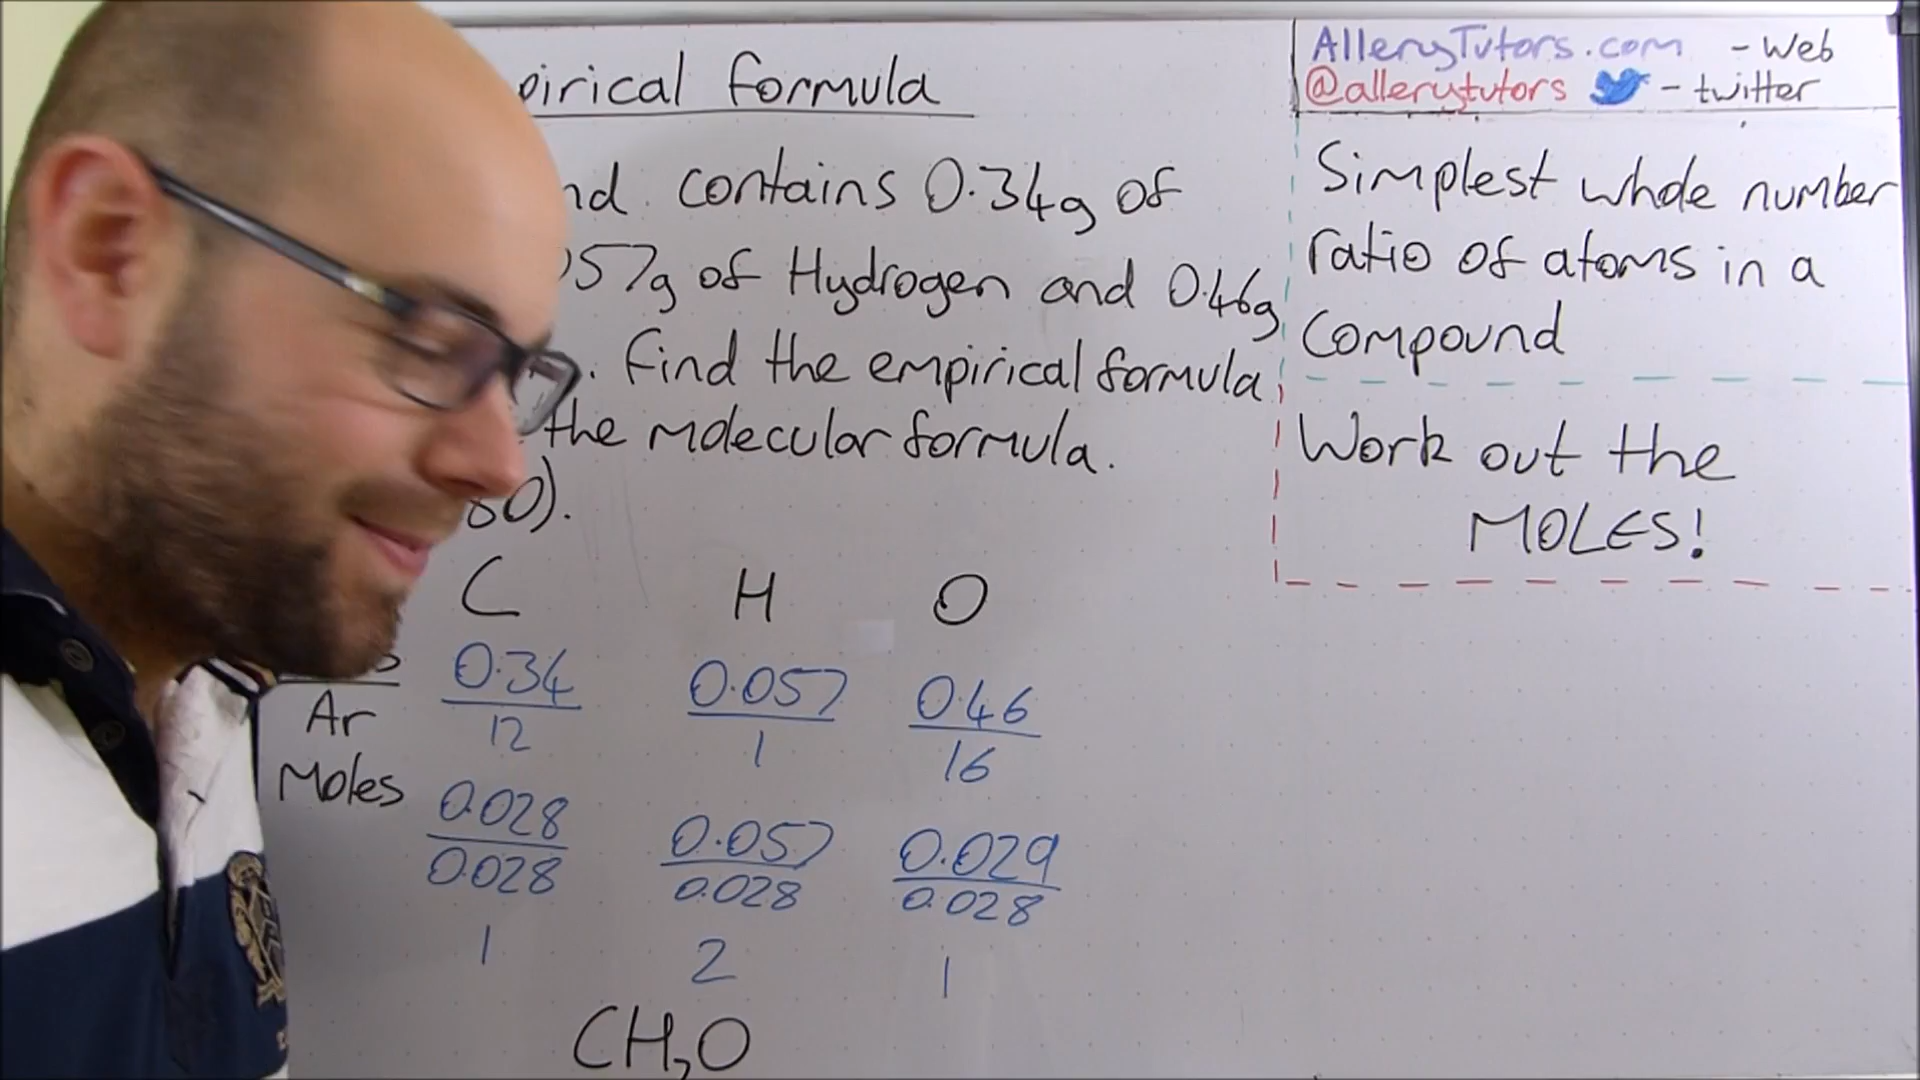 pirical formula
AlleryTutors.com - Web
@allerytutors - twitter
nd contains 0.34g of
057g of Hydrogen and 0.46g
. Find the empirical formula
the molecular formula.
80).
Simplest whole number
ratio of atoms in a
compound
Work out the
MOLES!
C H O
0.34 0.057 0.46
Ar 12 1 16
Moles 0.028 0.057 0.029
0.028 0.028 0.028
1 2 1
CH2O